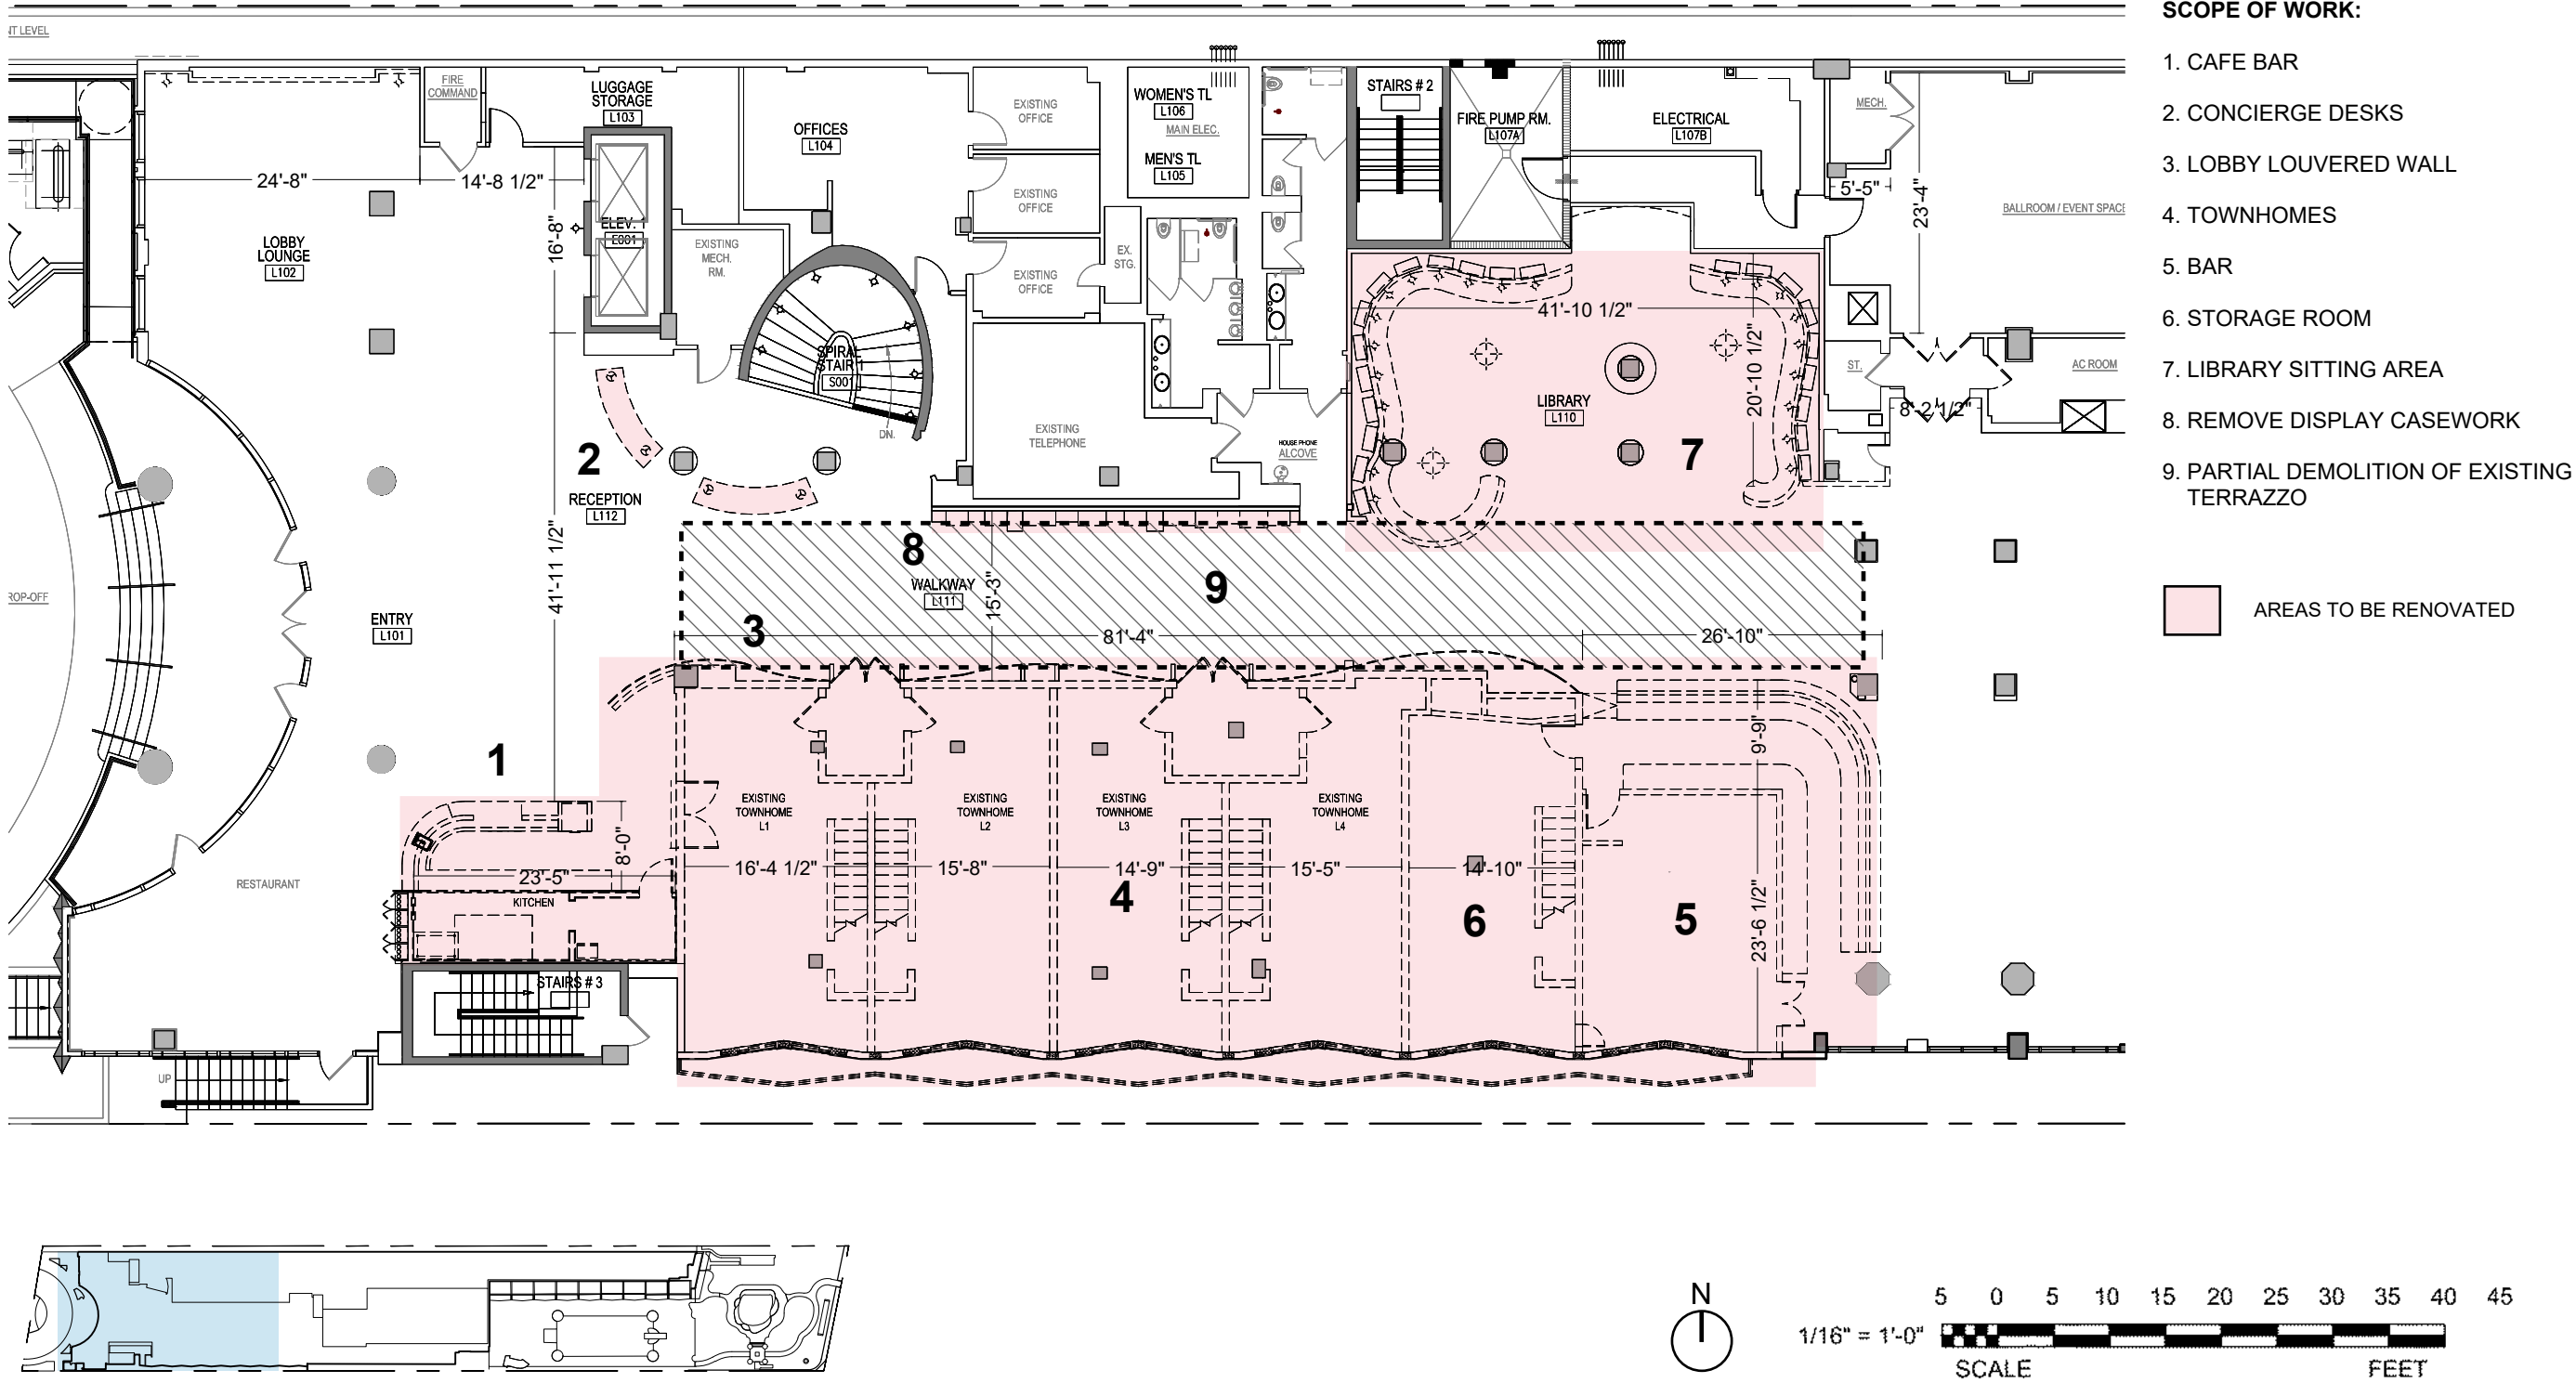 SCOPE OF WORK:
1. CAFE BAR
2. CONCIERGE DESKS
3. LOBBY LOUVERED WALL
4. TOWNHOMES
5. BAR
6. STORAGE ROOM
7. LIBRARY SITTING AREA
8. REMOVE DISPLAY CASEWORK
9. PARTIAL DEMOLITION OF EXISTING
TERRAZZO
AREAS TO BE RENOVATED
NT LEVEL
FIRE
COMMAND
LUGGAGE
STORAGE
L103
OFFICES
L104
EXISTING
OFFICE
WOMEN'S TL
L106
MAIN ELEC.
MEN'S TL
L105
STAIRS # 2
FIRE PUMP RM.
L107A
ELECTRICAL
L107B
MECH.
24'-8"
14'-8 1/2"
16'-8"
ELEV. 1
E001
EXISTING
OFFICE
5'-5"
23'-4"
BALLROOM / EVENT SPACE
LOBBY
LOUNGE
L102
EXISTING
MECH.
RM.
EX.
STG.
EXISTING
OFFICE
41'-10 1/2"
SPIRAL
STAIR 1
S001
DN.
20'-10 1/2"
ST.
AC ROOM
8'-2 1/2"
LIBRARY
L110
EXISTING
TELEPHONE
HOUSE PHONE
ALCOVE
2
7
RECEPTION
L112
41'-11 1/2"
8
9
WALKWAY
L111
15'-3"
ROP-OFF
ENTRY
L101
3
81'-4"
26'-10"
1
9'-9"
EXISTING
TOWNHOME
L1
EXISTING
TOWNHOME
L2
EXISTING
TOWNHOME
L3
EXISTING
TOWNHOME
L4
8'-0"
23'-5"
16'-4 1/2"
15'-8"
14'-9"
15'-5"
14'-10"
RESTAURANT
KITCHEN
4
6
5
23'-6 1/2"
STAIRS # 3
UP
N
5 0 5 10 15 20 25 30 35 40 45
1/16" = 1'-0"
SCALE FEET